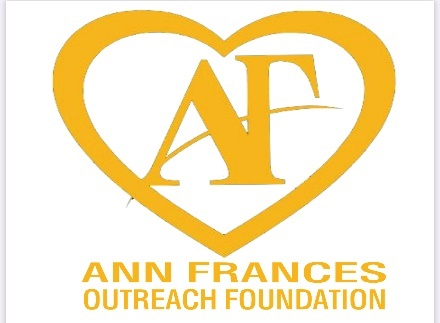 AF
ANN FRANCES
OUTREACH FOUNDATION